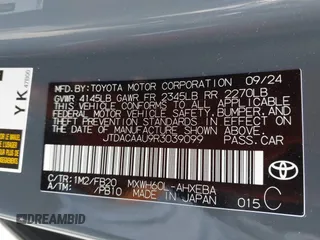 MFD.BY:TOYOTA MOTOR CORPORATION 09/24
GVWR 4145LB GAWR FR 2345LB RR 2270LB
THIS VEHICLE CONFORMS TO ALL APPLICABLE
FEDERAL MOTOR VEHICLE SAFETY, BUMPER, AND
THEFT PREVENTION STANDARDS IN EFFECT ON
THE DATE OF MANUFACTURE SHOWN ABOVE.
JTDACAAU9R3039099 PASS.CAR
C/TR: 1M2/FB20 MXWH60L-AHXEBA
A/TM: /PB10 MADE IN JAPAN 015 C
TOYOTA
YK
DREAMBID